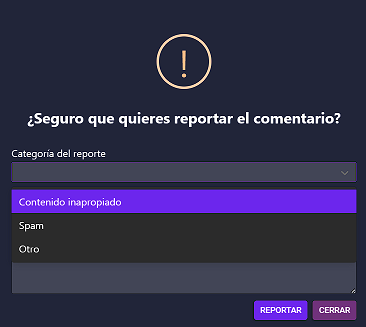 !
¿Seguro que quieres reportar el comentario?
Categoría del reporte
Contenido inapropiado
Spam
Otro
REPORTAR
CERRAR